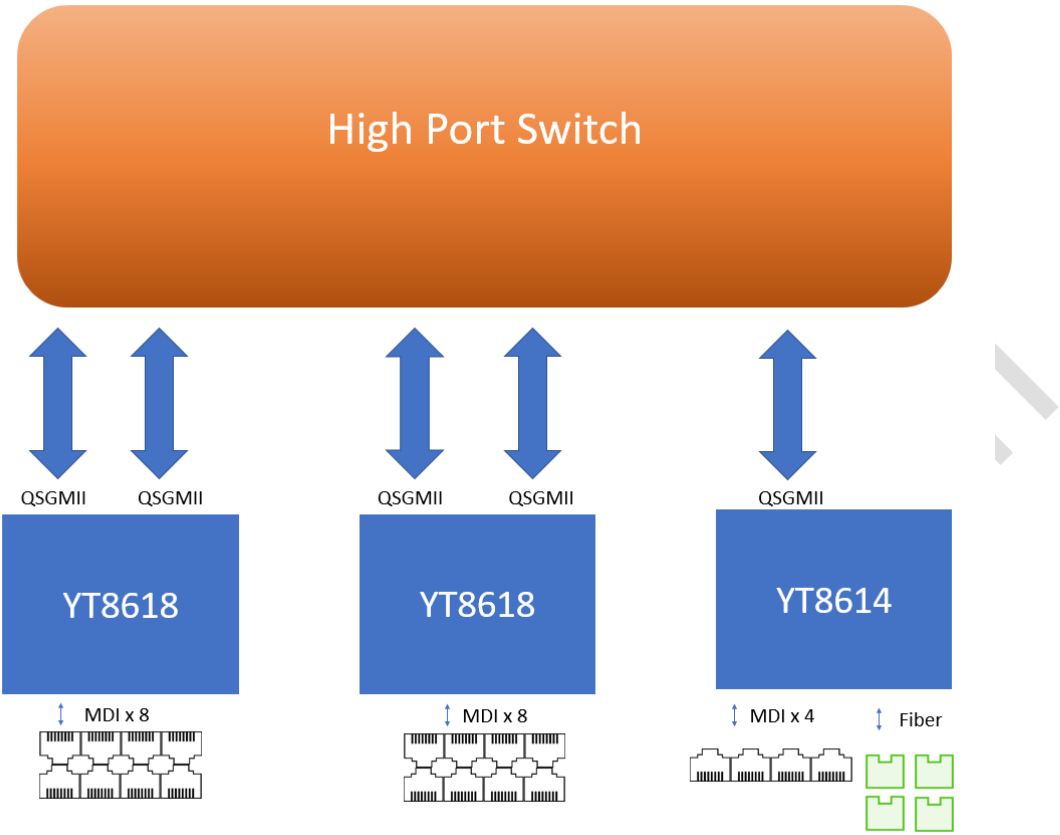 High Port Switch
QSGMII QSGMII QSGMII QSGMII QSGMII
YT8618 YT8618 YT8614
MDI x 8 MDI x 8 MDI x 4 Fiber